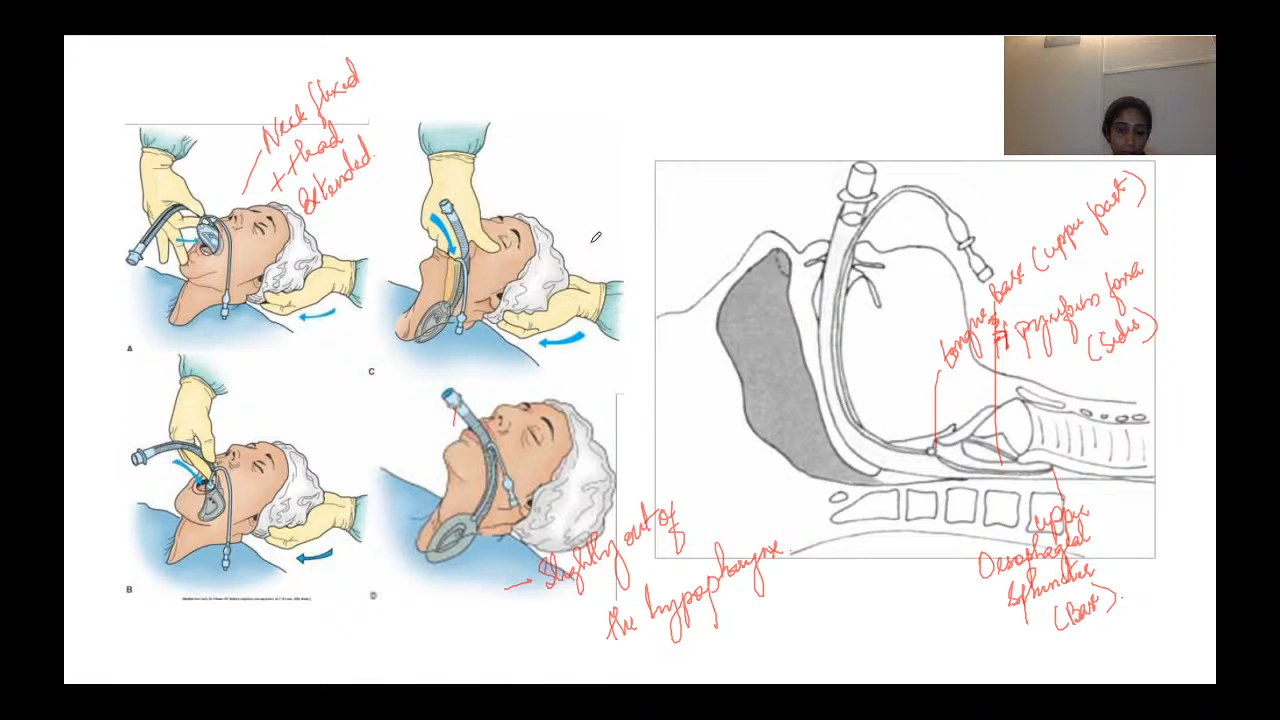 Neck flexed
+ Head
Extended.
A
C
B
D
→ Slightly out of
the hypopharynx.
tongue base (upper part)
pyriform fossa
(Sides)
upper
Oesophageal
Sphincter
(Base).